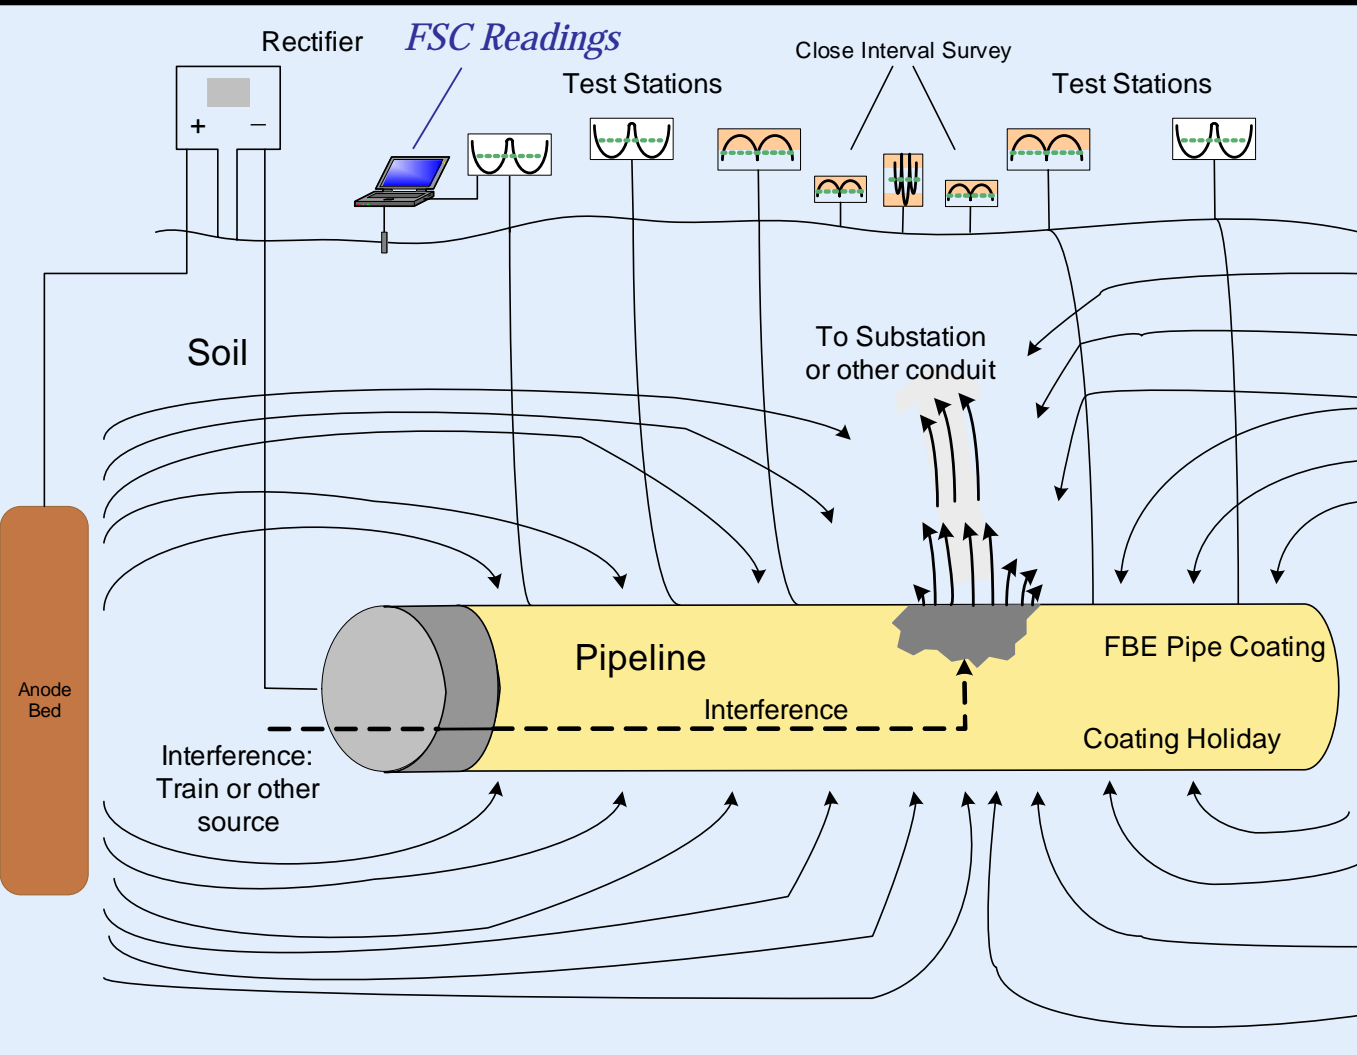 Rectifier
FSC Readings
Close Interval Survey
Test Stations
Test Stations
+ –
To Substation
or other conduit
Soil
Pipeline
FBE Pipe Coating
Anode
Bed
Interference
Coating Holiday
Interference:
Train or other
source